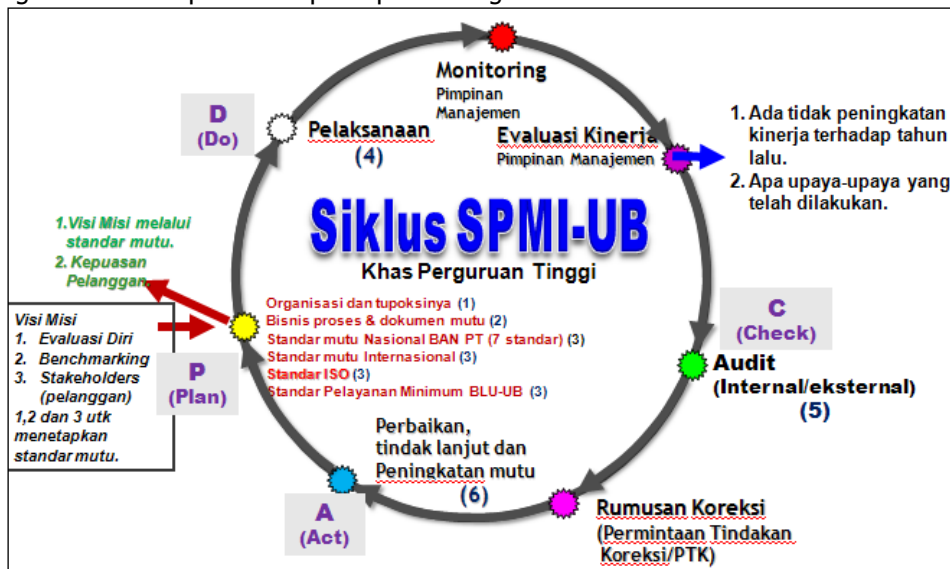 D
(Do)
Pelaksanaan
(4)
Monitoring
Pimpinan
Manajemen
Evaluasi Kinerja
Pimpinan Manajemen
1. Ada tidak peningkatan
kinerja terhadap tahun
lalu.
2. Apa upaya-upaya yang
telah dilakukan.
Siklus SPMI-UB
Khas Perguruan Tinggi
1.Visi Misi melalui
standar mutu.
2. Kepuasan
Pelanggan.
Organisasi dan tupoksinya (1)
Bisnis proses & dokumen mutu (2)
Standar mutu Nasional BAN PT (7 standar) (3)
Standar mutu Internasional (3)
Standar ISO (3)
Standar Pelayanan Minimum BLU-UB (3)
Visi Misi
1. Evaluasi Diri
2. Benchmarking
3. Stakeholders
(pelanggan)
1,2 dan 3 utk
menetapkan
standar mutu.
P
(Plan)
C
(Check)
Audit
(Internal/eksternal)
(5)
Perbaikan,
tindak lanjut dan
Peningkatan mutu
(6)
A
(Act)
Rumusan Koreksi
(Permintaan Tindakan
Koreksi/PTK)